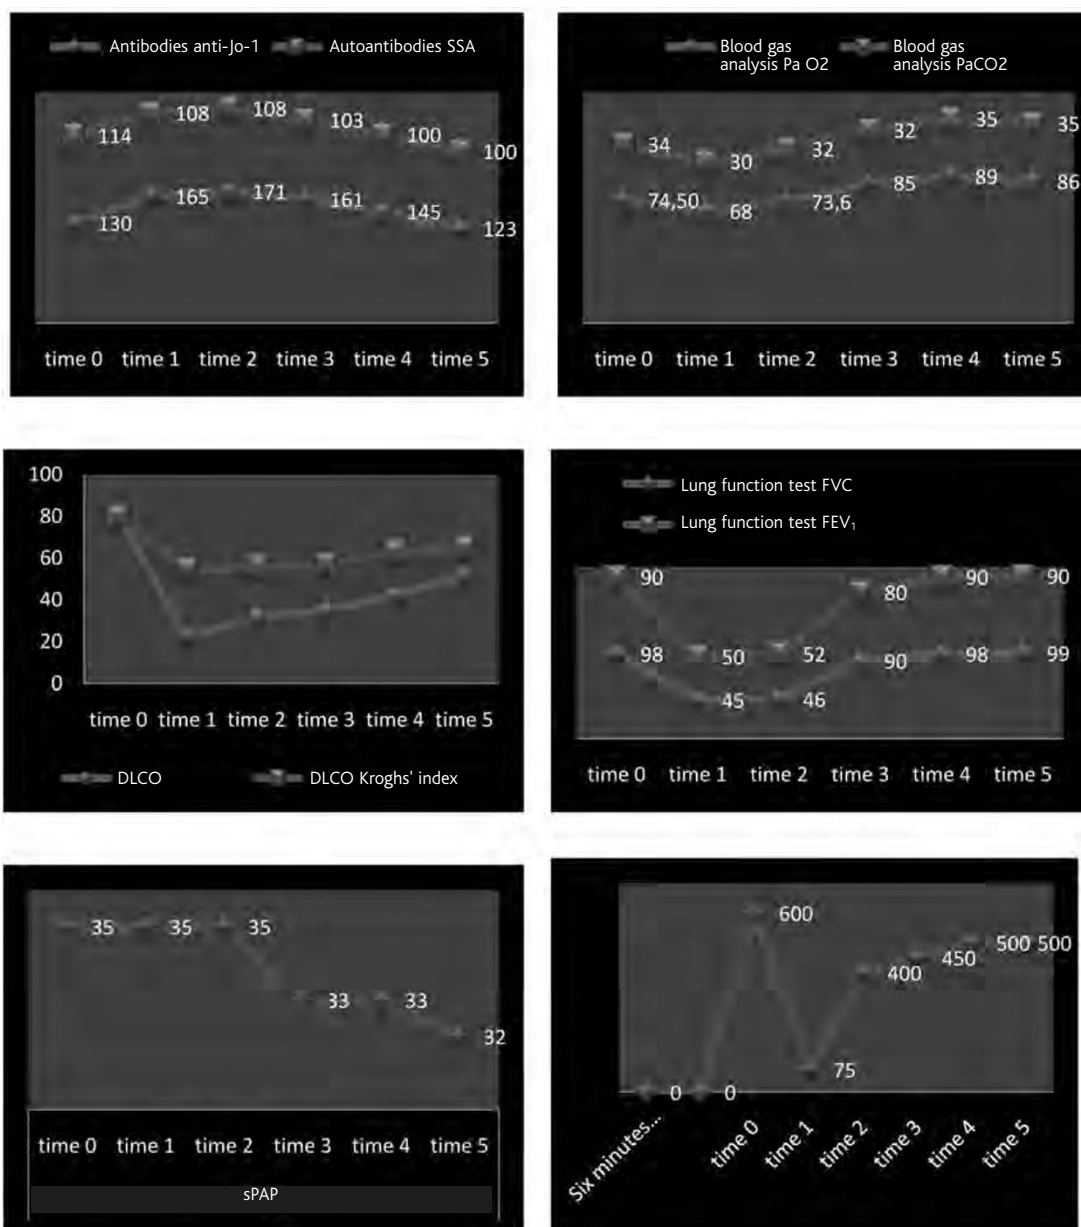 Antibodies anti-Jo-1 Autoantibodies SSA
114 108 108 103 100 100
130 165 171 161 145 123
time 0 time 1 time 2 time 3 time 4 time 5
Blood gas analysis Pa O2 Blood gas analysis PaCO2
34 30 32 32 35 35
74,50 68 73,6 85 89 86
time 0 time 1 time 2 time 3 time 4 time 5
100
80
60
40
20
0
time 0 time 1 time 2 time 3 time 4 time 5
DLCO DLCO Kroghs' index
Lung function test FVC
Lung function test FEV₁
90 50 52 80 90 90
98 45 46 90 98 99
time 0 time 1 time 2 time 3 time 4 time 5
35 35 35 33 33 32
time 0 time 1 time 2 time 3 time 4 time 5
sPAP
0 0 600 75 400 450 500 500
Six minutes... time 0 time 1 time 2 time 3 time 4 time 5